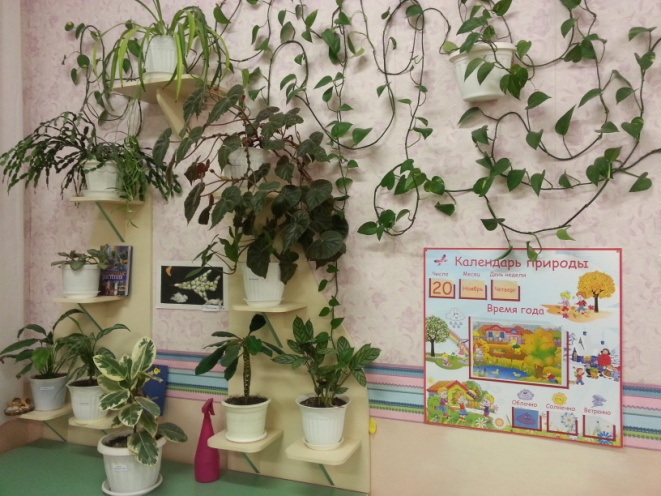 Календарь природы
Число Месяц День недели
20 Ноябрь Четверг
Время года
Облачно Солнечно Ветрено